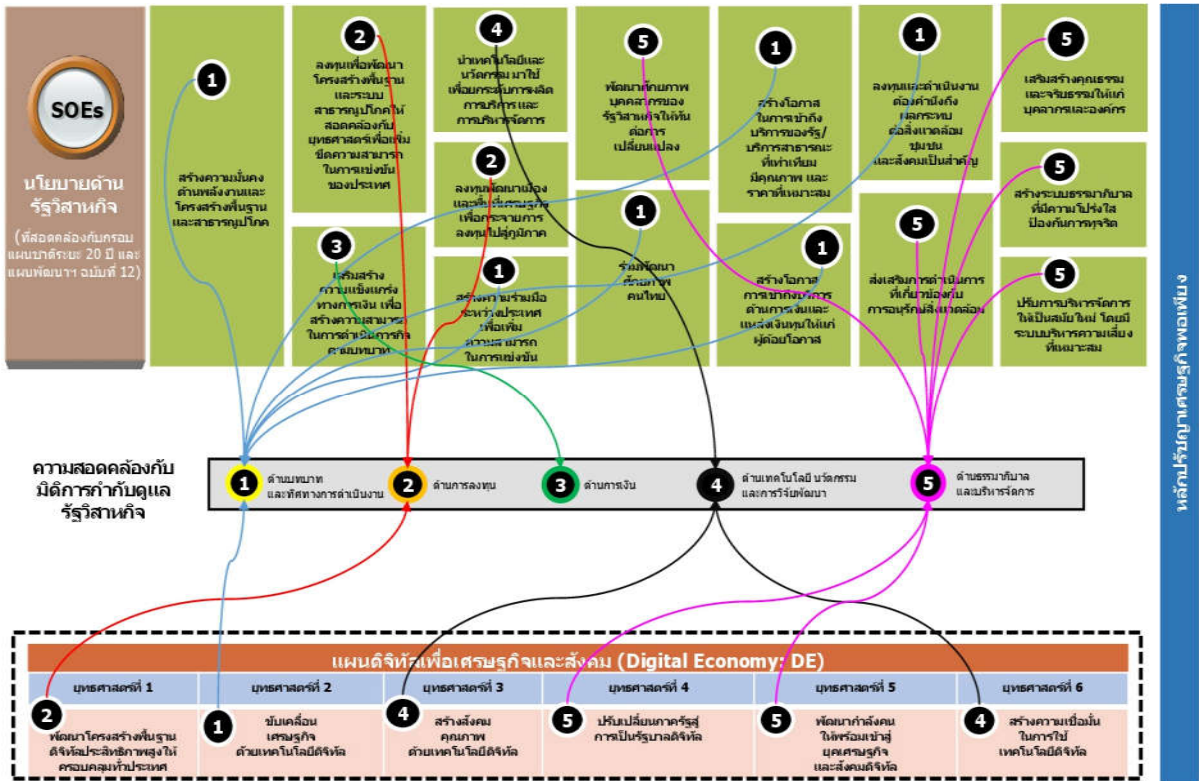 SOEs
นโยบายด้าน
รัฐวิสาหกิจ
(ที่สอดคล้องกับกรอบ
แผนชาติระยะ 20 ปี และ
แผนพัฒนาฯ ฉบับที่ 12)
1
สร้างความมั่นคง
ด้านพลังงานและ
โครงสร้างพื้นฐาน
และสาธารณูปโภค
2
ลงทุนเพื่อพัฒนา
โครงสร้างพื้นฐาน
และระบบ
สาธารณูปโภคให้
สอดคล้องกับ
ยุทธศาสตร์เพื่อเพิ่ม
ขีดความสามารถ
ในการแข่งขัน
ของประเทศ
3
เสริมสร้าง
ความแข็งแกร่ง
ทางการเงิน เพื่อ
สร้างความสามารถ
ในการดำเนินภารกิจ
ตามบทบาท
4
นำเทคโนโลยีและ
นวัตกรรม มาใช้
เพื่อยกระดับการผลิต
การบริการ และ
การบริหารจัดการ
2
ลงทุนพัฒนาเมือง
และพื้นที่เศรษฐกิจ
เพื่อกระจายการ
ลงทุนไปสู่ภูมิภาค
1
สร้างความร่วมมือ
ระหว่างประเทศ
เพื่อเพิ่ม
ความสามารถ
ในการแข่งขัน
5
พัฒนาศักยภาพ
บุคลากรของ
รัฐวิสาหกิจให้ทัน
ต่อการ
เปลี่ยนแปลง
1
ร่วมพัฒนา
ศักยภาพ
คนไทย
1
สร้างโอกาส
ในการเข้าถึง
บริการของรัฐ/
บริการสาธารณะ
ที่เท่าเทียม
มีคุณภาพ และ
ราคาที่เหมาะสม
1
สร้างโอกาส
การเข้าถึงบริการ
ด้านการเงินและ
แหล่งเงินทุนให้แก่
ผู้ด้อยโอกาส
1
ลงทุนและดำเนินงาน
ต้องคำนึงถึง
ผลกระทบ
ต่อสิ่งแวดล้อม
ชุมชน
และสังคมเป็นสำคัญ
5
ส่งเสริมการดำเนินการ
ที่เกี่ยวข้องกับ
การอนุรักษ์สิ่งแวดล้อม
5
เสริมสร้างคุณธรรม
และจริยธรรมให้แก่
บุคลากรและองค์กร
5
สร้างระบบธรรมาภิบาล
ที่มีความโปร่งใส
ป้องกันการทุจริต
5
ปรับการบริหารจัดการ
ให้เป็นสมัยใหม่ โดยมี
ระบบบริหารความเสี่ยง
ที่เหมาะสม
หลักปรัชญาเศรษฐกิจพอเพียง
ความสอดคล้องกับ
มิติการกำกับดูแล
รัฐวิสาหกิจ
1
ด้านบทบาท
และทิศทางการดำเนินงาน
2
ด้านการลงทุน
3
ด้านการเงิน
4
ด้านเทคโนโลยี นวัตกรรม
และการวิจัยพัฒนา
5
ด้านธรรมาภิบาล
และบริหารจัดการ
แผนดิจิทัลเพื่อเศรษฐกิจและสังคม (Digital Economy: DE)
ยุทธศาสตร์ที่ 1
ยุทธศาสตร์ที่ 2
ยุทธศาสตร์ที่ 3
ยุทธศาสตร์ที่ 4
ยุทธศาสตร์ที่ 5
ยุทธศาสตร์ที่ 6
2
พัฒนาโครงสร้างพื้นฐาน
ดิจิทัลประสิทธิภาพสูงให้
ครอบคลุมทั่วประเทศ
1
ขับเคลื่อน
เศรษฐกิจ
ด้วยเทคโนโลยีดิจิทัล
4
สร้างสังคม
คุณภาพ
ด้วยเทคโนโลยีดิจิทัล
5
ปรับเปลี่ยนภาครัฐสู่
การเป็นรัฐบาลดิจิทัล
5
พัฒนากำลังคน
ให้พร้อมเข้าสู่
ยุคเศรษฐกิจ
และสังคมดิจิทัล
4
สร้างความเชื่อมั่น
ในการใช้
เทคโนโลยีดิจิทัล